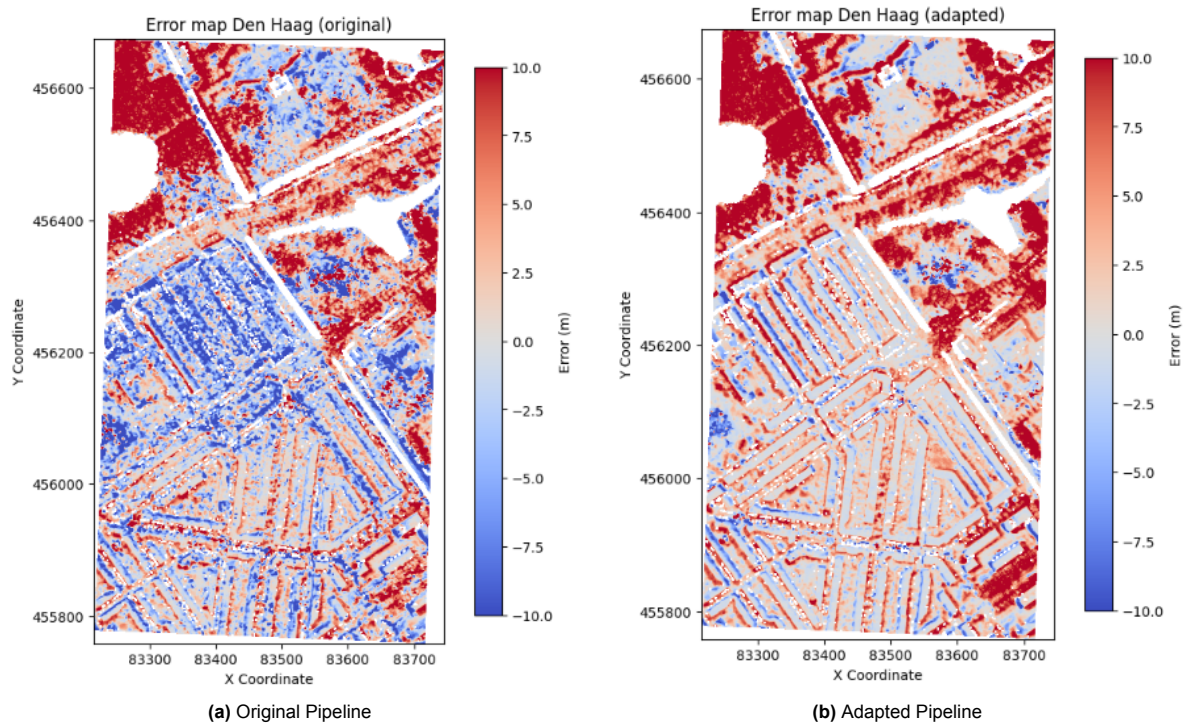 Error map Den Haag (original)
456600
456400
456200
456000
455800
Y Coordinate
83300 83400 83500 83600 83700
X Coordinate
10.0
7.5
5.0
2.5
0.0
−2.5
−5.0
−7.5
−10.0
Error (m)
(a) Original Pipeline
Error map Den Haag (adapted)
456600
456400
456200
456000
455800
Y Coordinate
83300 83400 83500 83600 83700
X Coordinate
10.0
7.5
5.0
2.5
0.0
−2.5
−5.0
−7.5
−10.0
Error (m)
(b) Adapted Pipeline